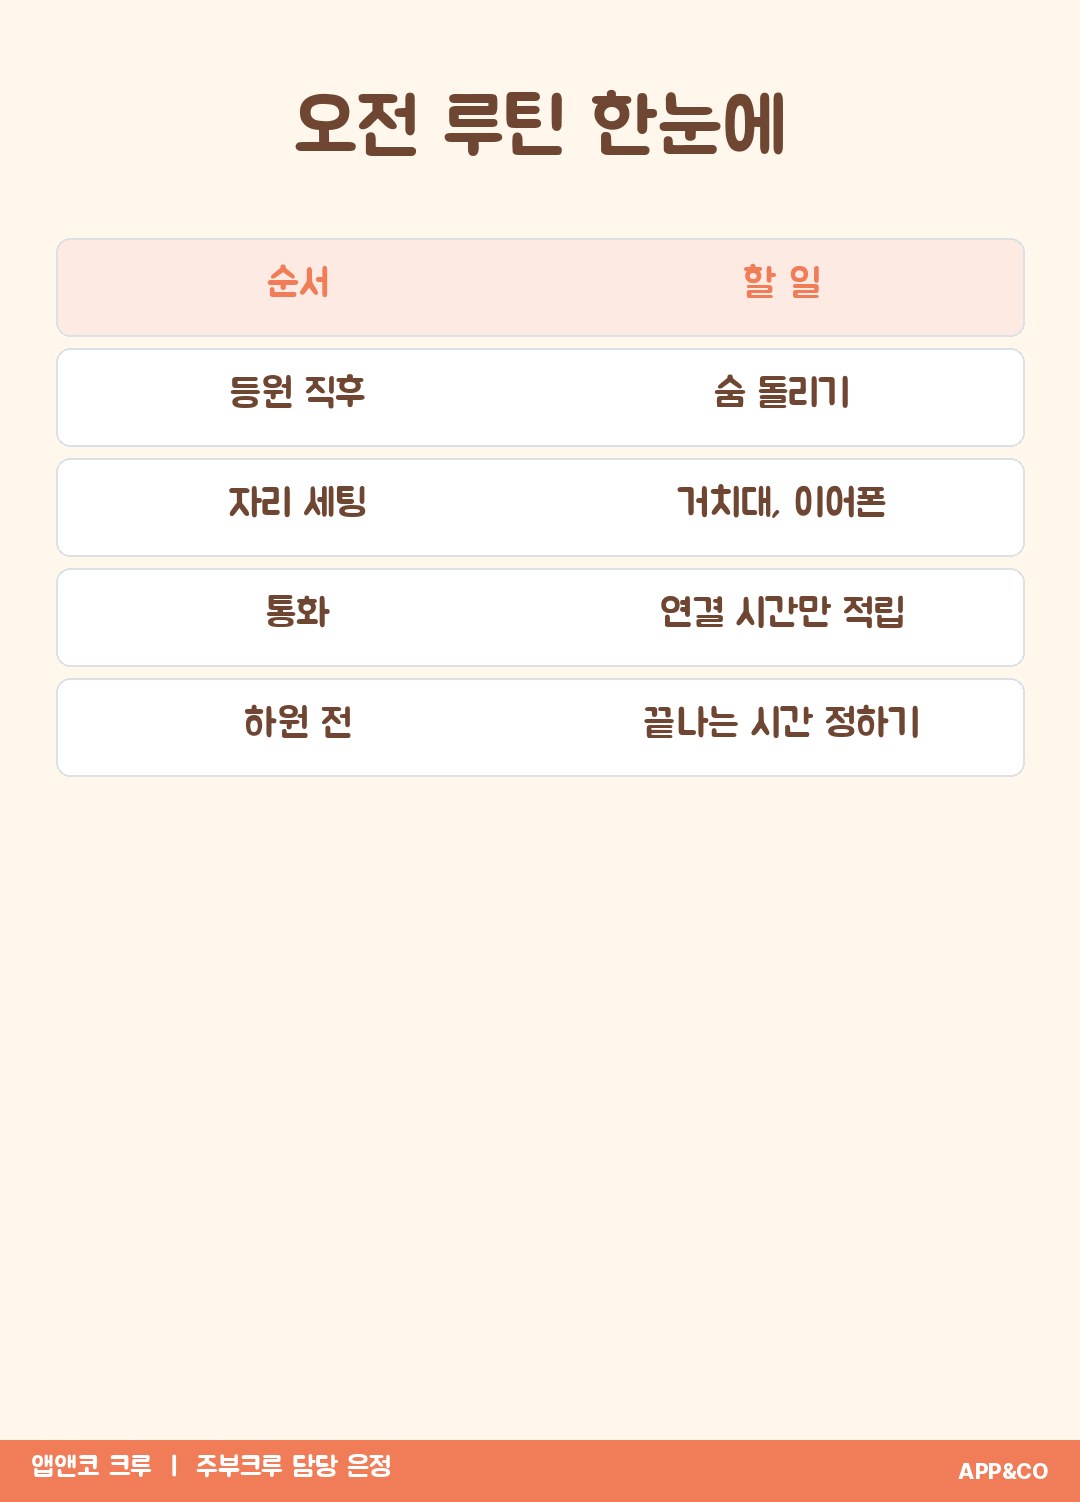 오전 루틴 한눈에
순서 할 일
등원 직후 숨 돌리기
자리 세팅 거치대, 이어폰
통화 연결 시간만 적립
하원 전 끝나는 시간 정하기
앱앤코 크루 | 주부크루 담당 은정
APP&CO